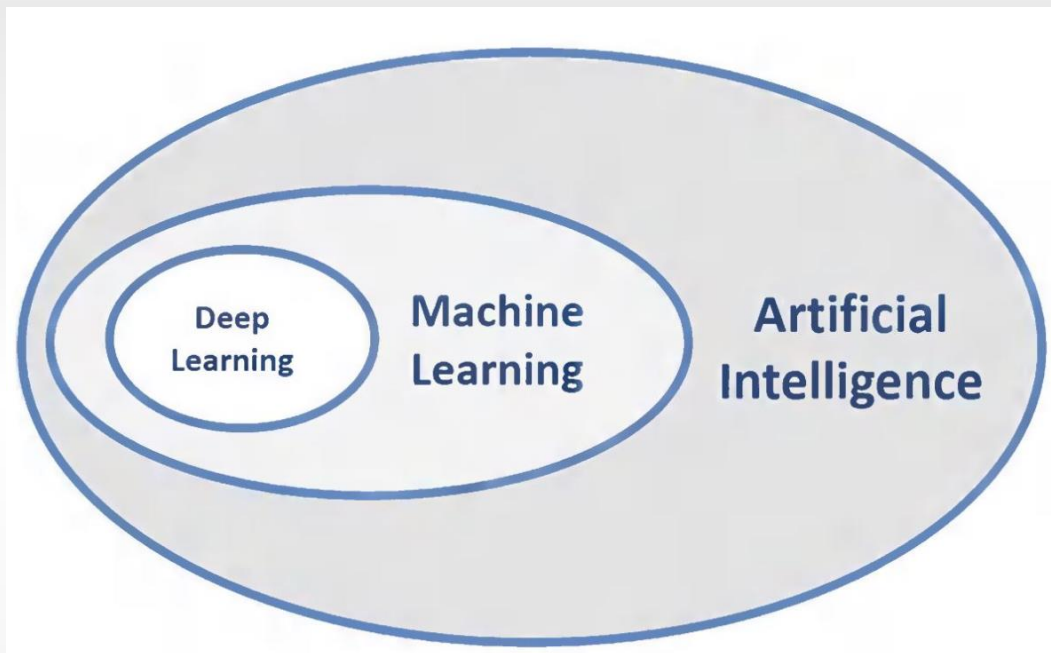 Deep
Learning
Machine
Learning
Artificial
Intelligence